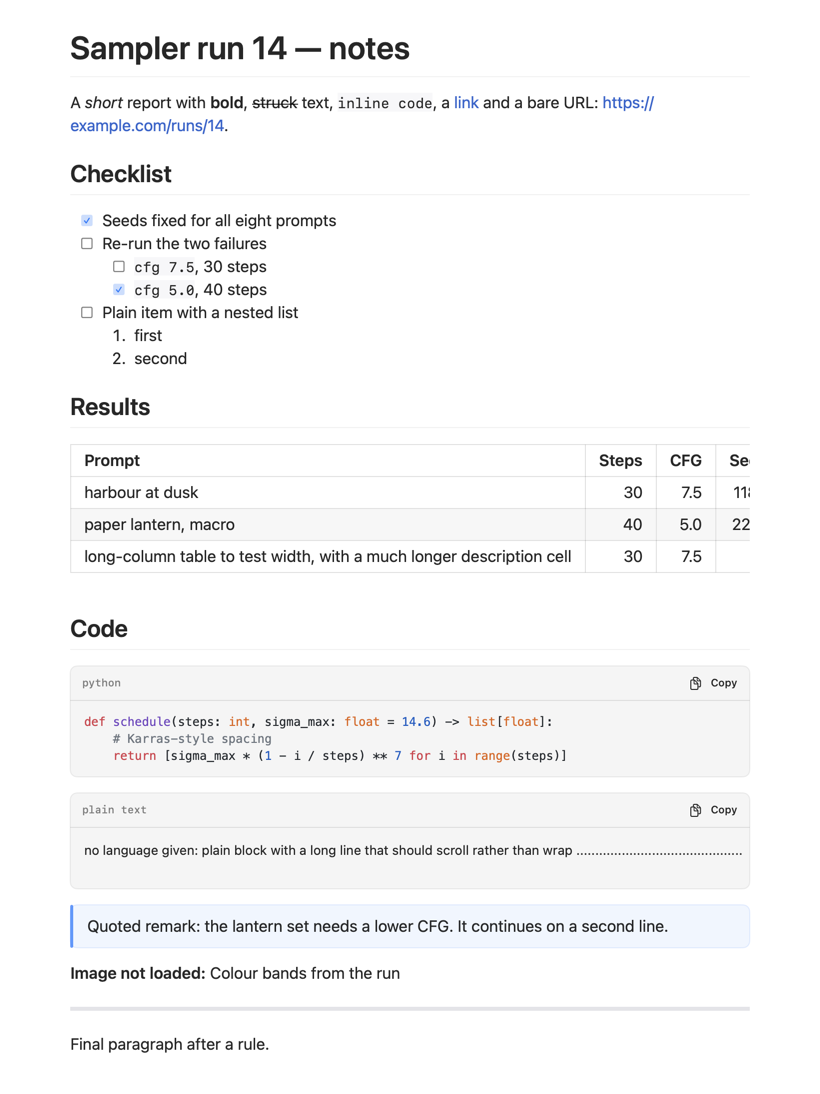 Sampler run 14 — notes
A short report with bold, struck text, inline code, a link and a bare URL: https://
example.com/runs/14.
Checklist
Seeds fixed for all eight prompts
Re-run the two failures
cfg 7.5, 30 steps
cfg 5.0, 40 steps
Plain item with a nested list
1. first
2. second
Results
Prompt Steps CFG
harbour at dusk 30 7.5
paper lantern, macro 40 5.0
long-column table to test width, with a much longer description cell 30 7.5
Code
python Copy
def schedule(steps: int, sigma_max: float = 14.6) -> list[float]:
    # Karras-style spacing
    return [sigma_max * (1 - i / steps) ** 7 for i in range(steps)]
plain text Copy
no language given: plain block with a long line that should scroll rather than wrap ............................................
Quoted remark: the lantern set needs a lower CFG. It continues on a second line.
Image not loaded: Colour bands from the run
Final paragraph after a rule.